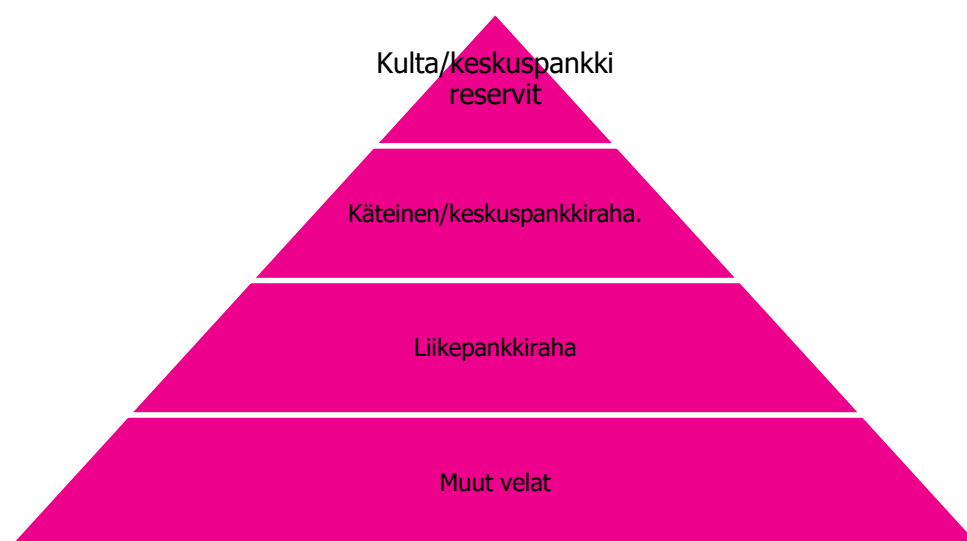 Kulta/keskuspankki
reservit
Käteinen/keskuspankkiraha.
Liikepankkiraha
Muut velat